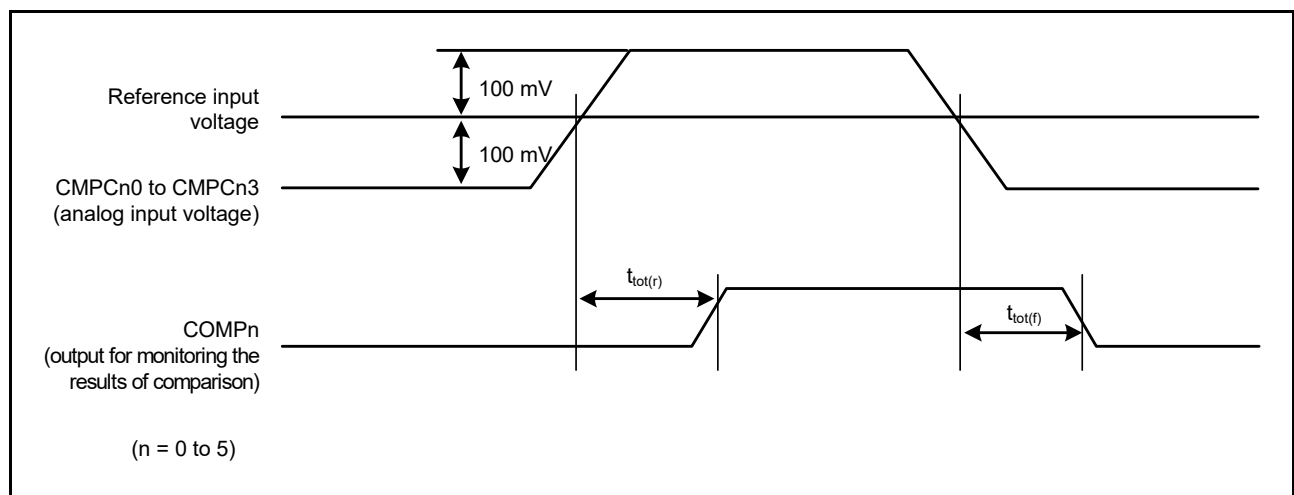 100 mV
Reference input
voltage
100 mV
CMPCn0 to CMPCn3
(analog input voltage)
ttot(r)
ttot(f)
COMPn
(output for monitoring the
results of comparison)
(n = 0 to 5)